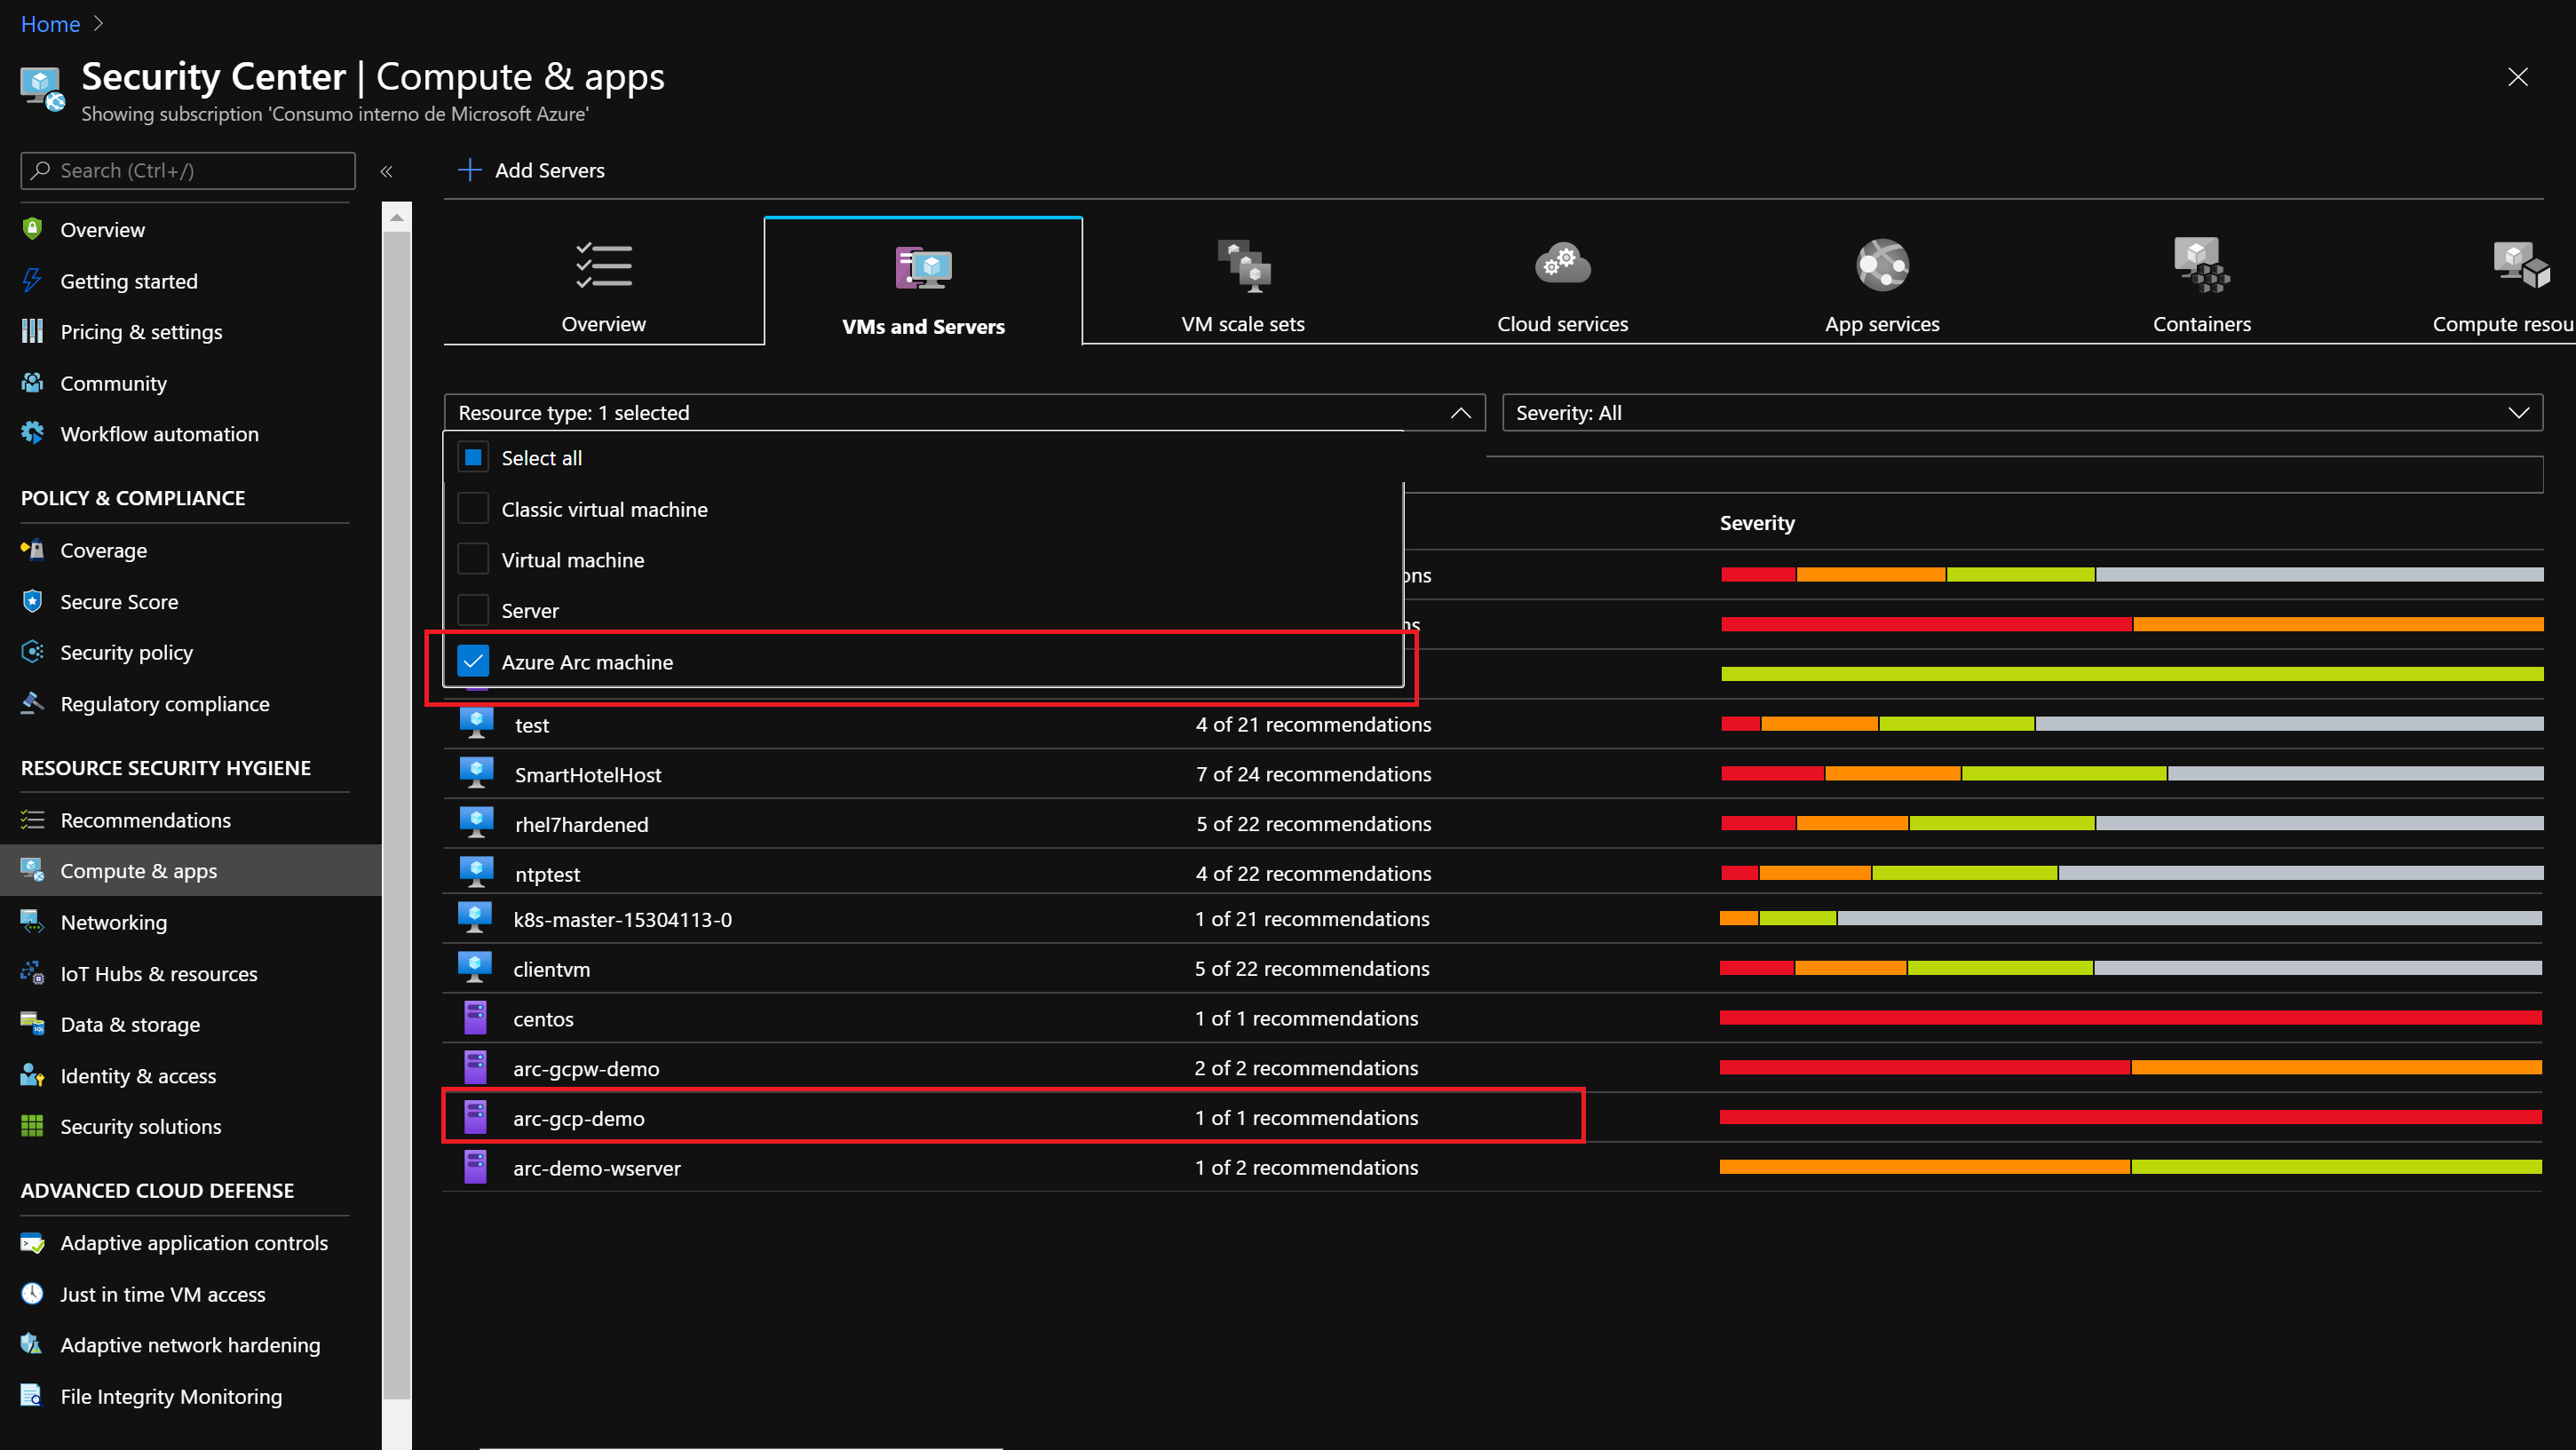 Home
Security Center | Compute & apps
Showing subscription 'Consumo interno de Microsoft Azure'
Search (Ctrl+/)
«
Overview
Getting started
Pricing & settings
Community
Workflow automation
POLICY & COMPLIANCE
Coverage
Secure Score
Security policy
Regulatory compliance
RESOURCE SECURITY HYGIENE
Recommendations
Compute & apps
Networking
IoT Hubs & resources
Data & storage
Identity & access
Security solutions
ADVANCED CLOUD DEFENSE
Adaptive application controls
Just in time VM access
Adaptive network hardening
File Integrity Monitoring
Add Servers
Overview
VMs and Servers
VM scale sets
Cloud services
App services
Containers
Compute resou
Resource type: 1 selected
Severity: All
Select all
Classic virtual machine
Virtual machine
Server
Azure Arc machine
Severity
test 4 of 21 recommendations
SmartHotelHost 7 of 24 recommendations
rhel7hardened 5 of 22 recommendations
ntptest 4 of 22 recommendations
k8s-master-15304113-0 1 of 21 recommendations
clientvm 5 of 22 recommendations
centos 1 of 1 recommendations
arc-gcpw-demo 2 of 2 recommendations
arc-gcp-demo 1 of 1 recommendations
arc-demo-wserver 1 of 2 recommendations